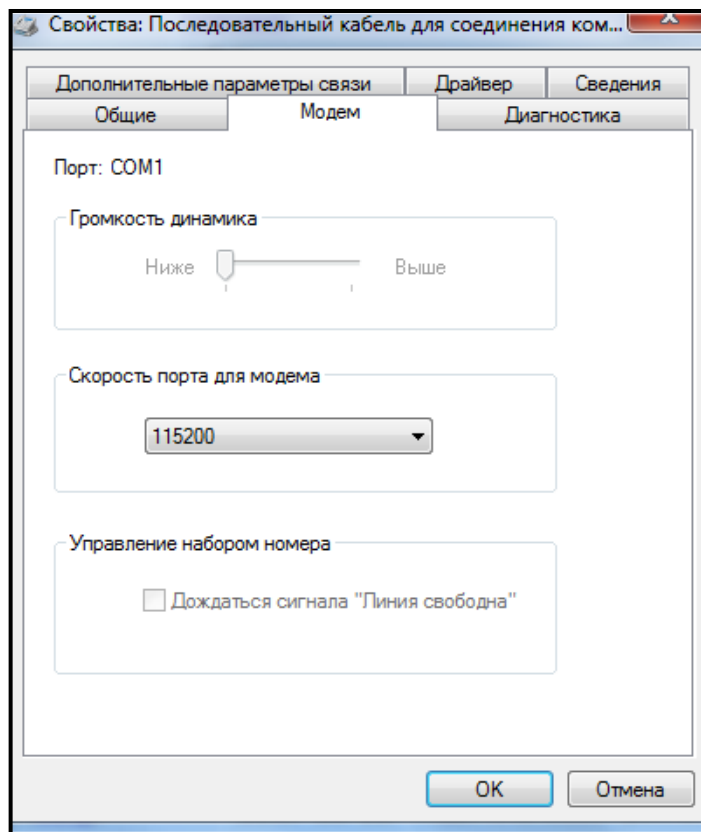 Свойства: Последовательный кабель для соединения ком...
Дополнительные параметры связи Драйвер Сведения
Общие Модем Диагностика
Порт: COM1
Громкость динамика
Ниже Выше
Скорость порта для модема
115200
Управление набором номера
Дождаться сигнала "Линия свободна"
OK Отмена